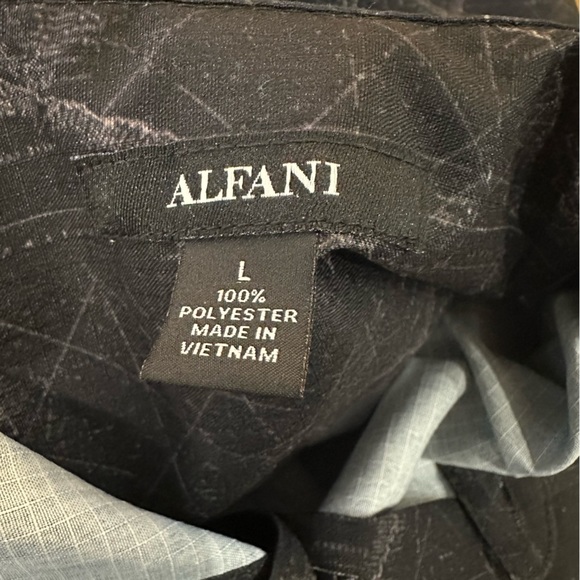 ALFANI
L
100%
POLYESTER
MADE IN
VIETNAM